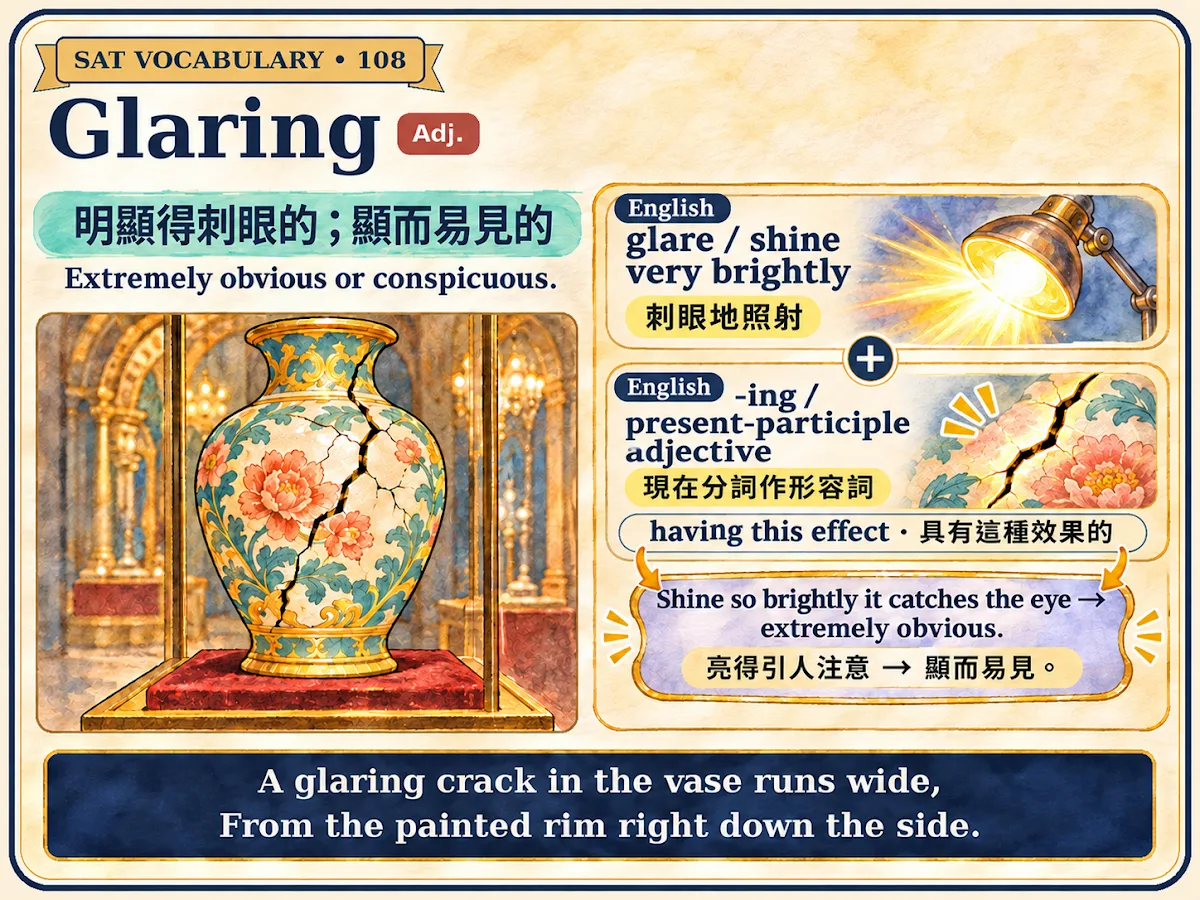 SAT VOCABULARY • 108
Glaring
Adj.
明顯得刺眼的；顯而易見的
Extremely obvious or conspicuous.
English
glare / shine
very brightly
刺眼地照射
+
English
-ing /
present-participle
adjective
現在分詞作形容詞
having this effect · 具有這種效果的
Shine so brightly it catches the eye →
extremely obvious.
亮得引人注意 → 顯而易見。
A glaring crack in the vase runs wide,
From the painted rim right down the side.